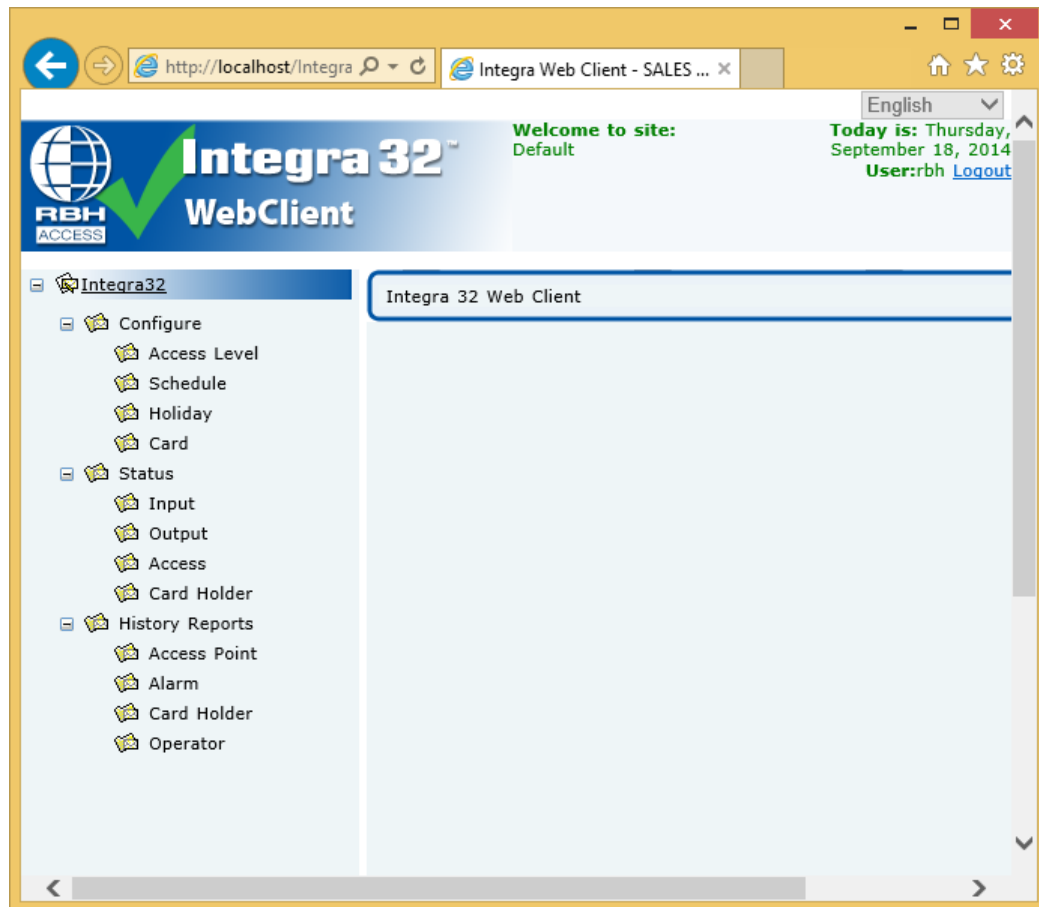 http://localhost/Integra
Integra Web Client - SALES ...
English
Integra 32™
WebClient
RBH
ACCESS
Welcome to site:
Default
Today is: Thursday,
September 18, 2014
User:rbh Logout
Integra32
Configure
Access Level
Schedule
Holiday
Card
Status
Input
Output
Access
Card Holder
History Reports
Access Point
Alarm
Card Holder
Operator
Integra 32 Web Client